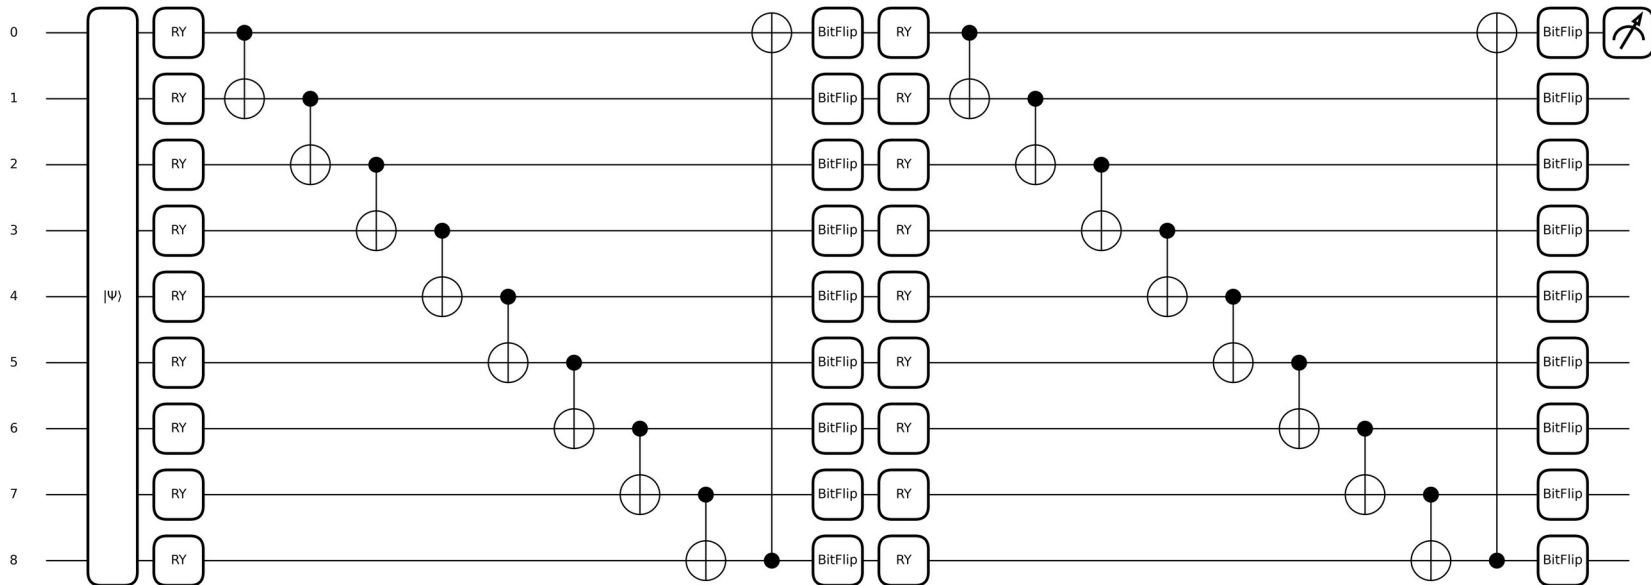 0 RY BitFlip RY BitFlip
1 RY BitFlip RY BitFlip
2 RY BitFlip RY BitFlip
3 RY BitFlip RY BitFlip
4 |Ψ⟩ RY BitFlip RY BitFlip
5 RY BitFlip RY BitFlip
6 RY BitFlip RY BitFlip
7 RY BitFlip RY BitFlip
8 RY BitFlip RY BitFlip